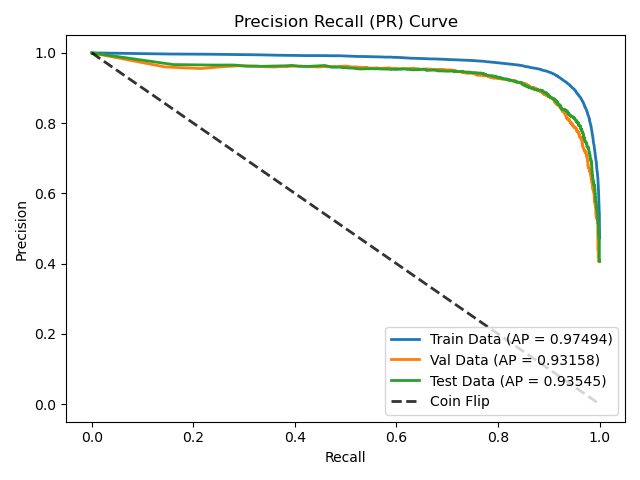 Precision Recall (PR) Curve
Precision
1.0
0.8
0.6
0.4
0.2
0.0
0.0 0.2 0.4 0.6 0.8 1.0
Recall
Train Data (AP = 0.97494)
Val Data (AP = 0.93158)
Test Data (AP = 0.93545)
Coin Flip